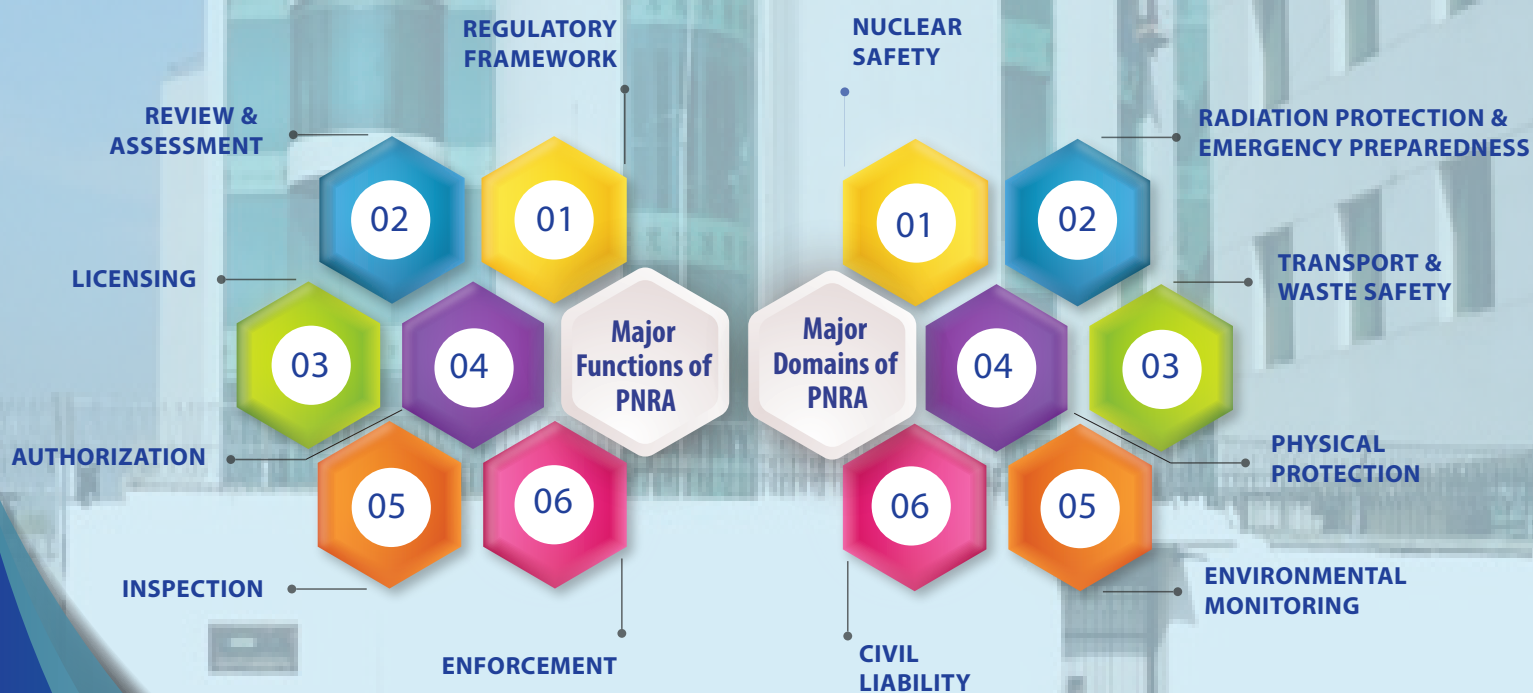 REGULATORY
FRAMEWORK
REVIEW &
ASSESSMENT
02
01
LICENSING
03
04
Major
Functions of
PNRA
AUTHORIZATION
05
06
INSPECTION
ENFORCEMENT
NUCLEAR
SAFETY
RADIATION PROTECTION &
EMERGENCY PREPAREDNESS
01
02
TRANSPORT &
WASTE SAFETY
Major
Domains of
PNRA
04
03
PHYSICAL
PROTECTION
06
05
ENVIRONMENTAL
MONITORING
CIVIL
LIABILITY